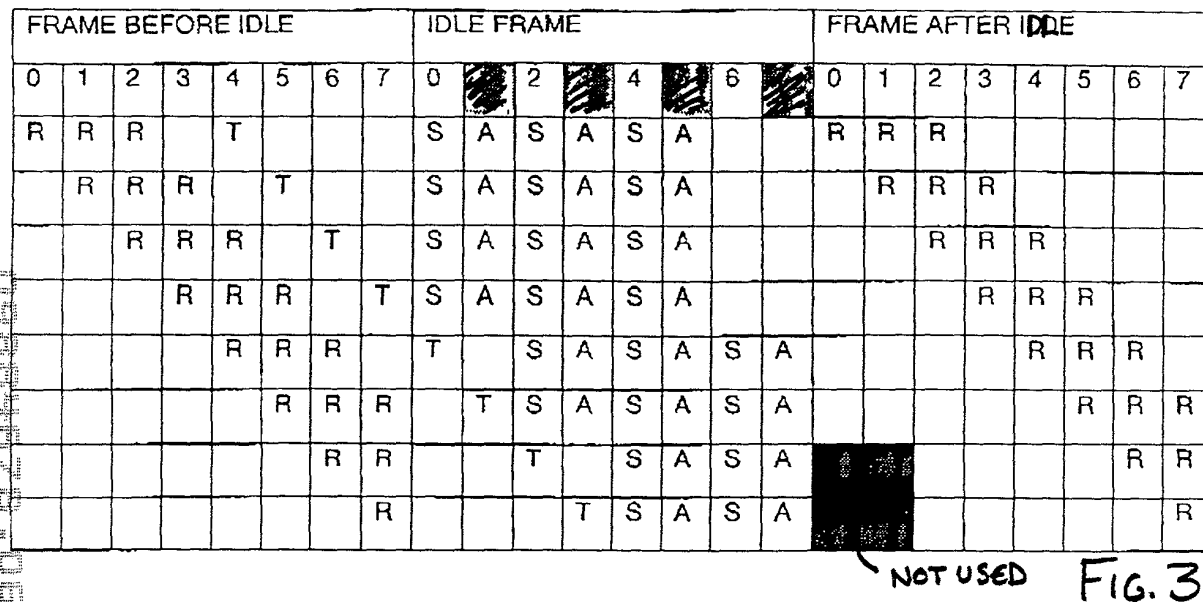 FRAME BEFORE IDLE IDLE FRAME FRAME AFTER IDLE
0 1 2 3 4 5 6 7 0 2 4 6 0 1 2 3 4 5 6 7
R R R T S A S A S A R R R
R R R T S A S A S A R R R
R R R T S A S A S A R R R
R R R T S A S A S A R R R
R R R T S A S A S A R R R
R R R T S A S A S A R R R
R R T S A S A R R
R T S A S A R
NOT USED FIG. 3